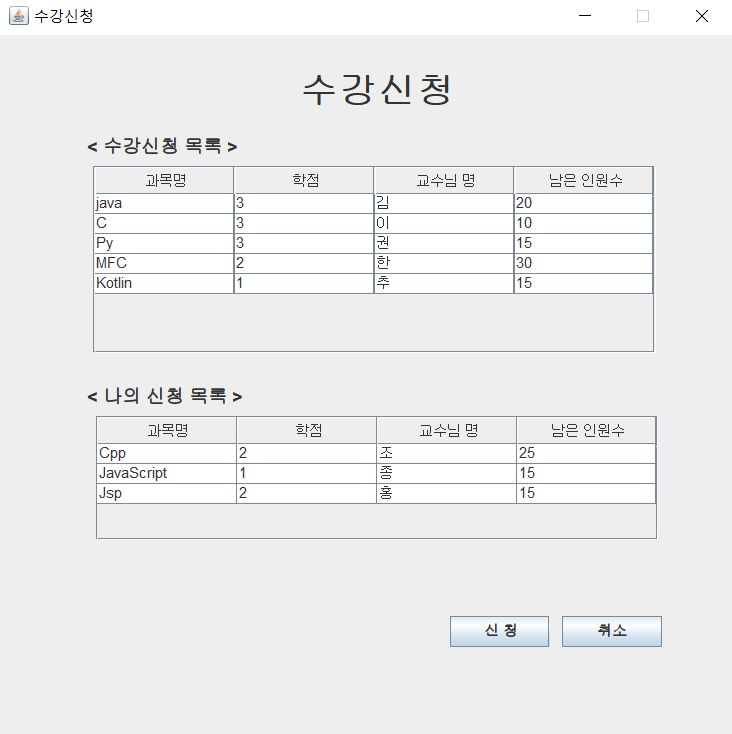 수강신청
수강신청
< 수강신청 목록 >
과목명 학점 교수님 명 남은 인원수
java 3 김 20
C 3 이 10
Py 3 권 15
MFC 2 한 30
Kotlin 1 추 15
< 나의 신청 목록 >
과목명 학점 교수님 명 남은 인원수
Cpp 2 조 25
JavaScript 1 종 15
Jsp 2 홍 15
신 청 취소